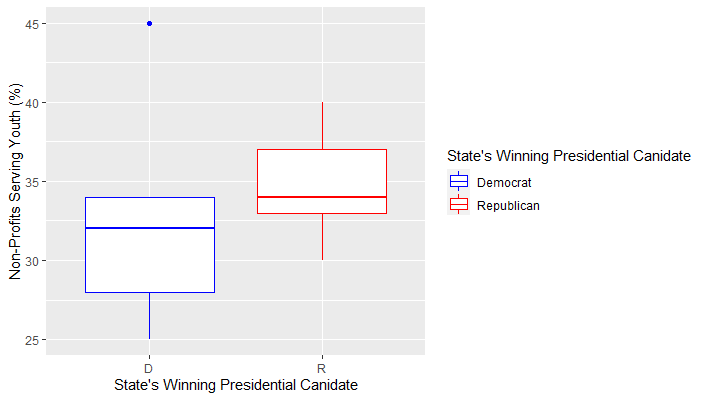 45
40
35
30
25
Non-Profits Serving Youth (%)
D
R
State's Winning Presidential Canidate
State's Winning Presidential Canidate
Democrat
Republican